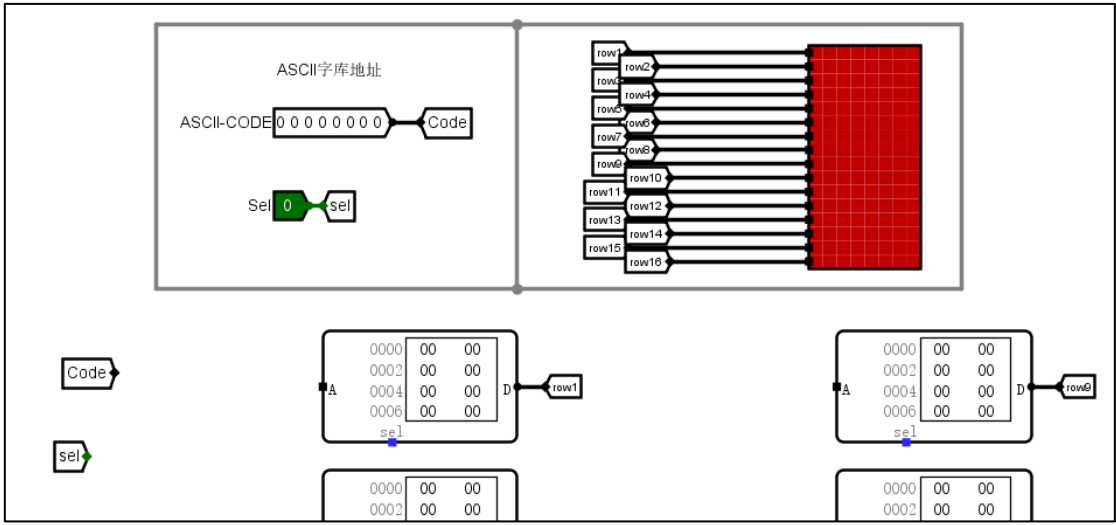 ASCII字库地址
ASCII-CODE 0 0 0 0 0 0 0 0 Code
Sel 0 sel
row1
row2
row3
row4
row5
row6
row7
row8
row9
row10
row11
row12
row13
row14
row15
row16
Code
sel
0000 00 00
0002 00 00
A 0004 00 00 D row1
0006 00 00
sel
0000 00 00
0002 00 00
A 0004 00 00 D row9
0006 00 00
sel
0000 00 00
0002 00 00
0000 00 00
0002 00 00